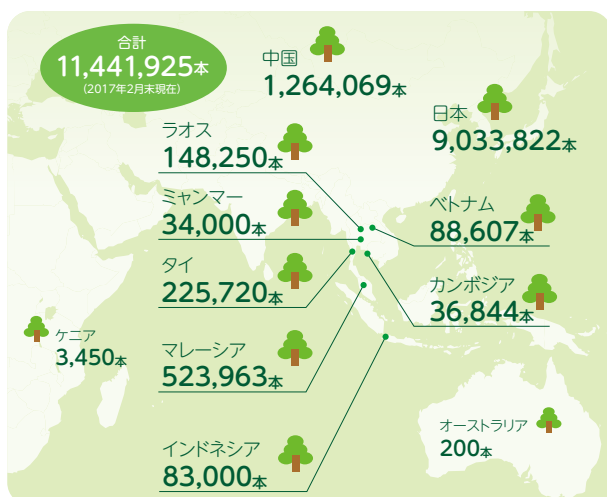 合計
11,441,925本
(2017年2月末現在)
中国
1,264,069本
日本
9,033,822本
ラオス
148,250本
ミャンマー
34,000本
ベトナム
88,607本
タイ
225,720本
カンボジア
36,844本
ケニア
3,450本
マレーシア
523,963本
オーストラリア
200本
インドネシア
83,000本